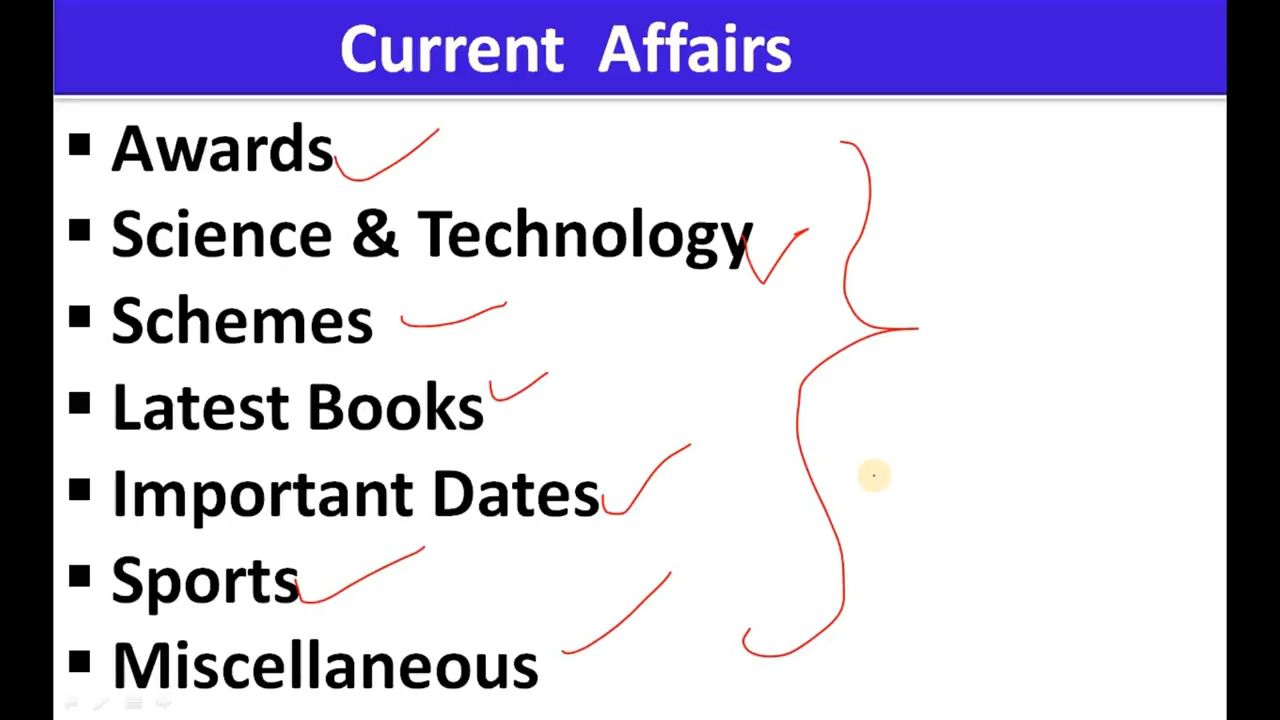 Current Affairs
▪ Awards
▪ Science & Technology
▪ Schemes
▪ Latest Books
▪ Important Dates
▪ Sports
▪ Miscellaneous